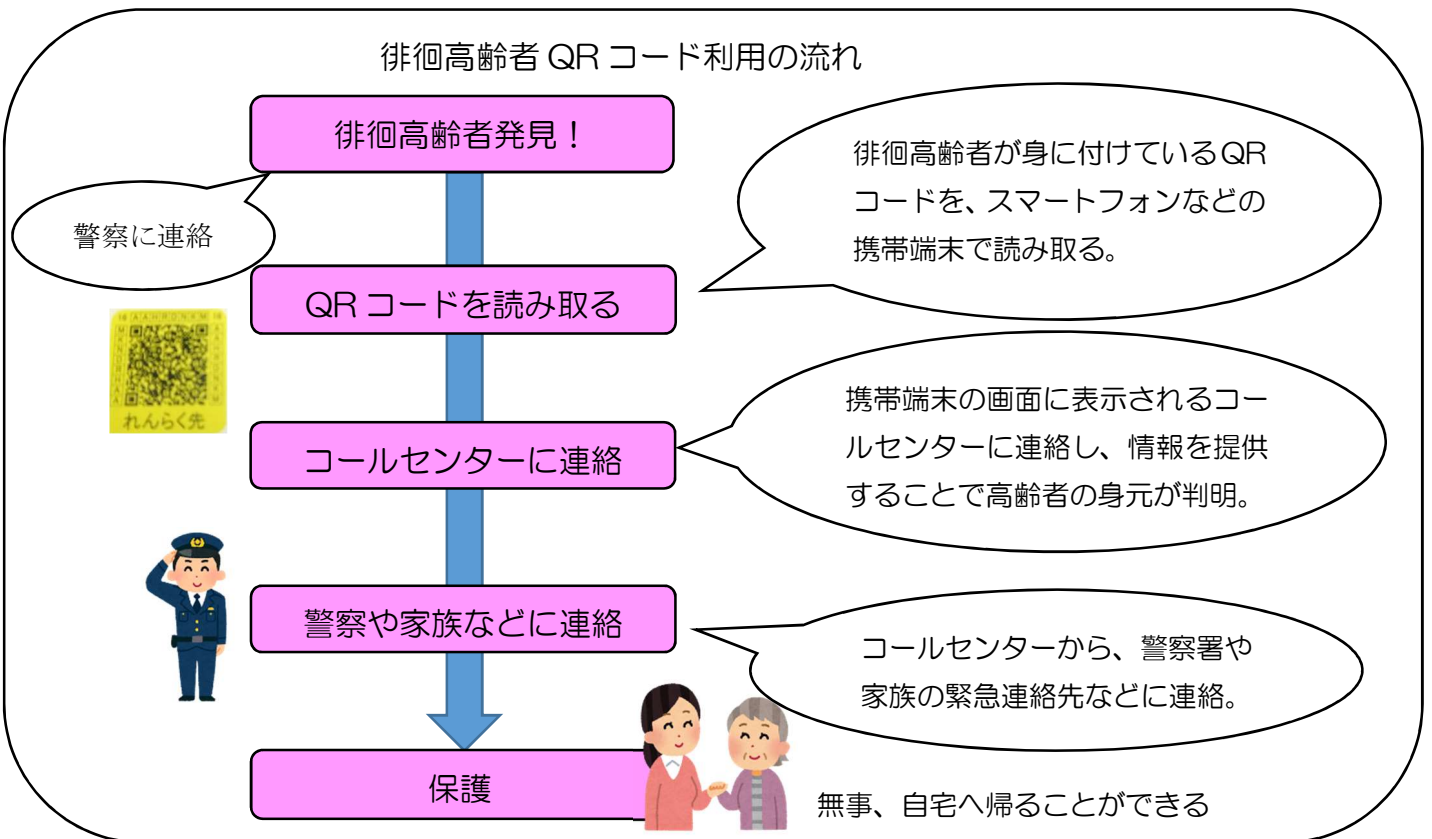 徘徊高齢者 QR コード利用の流れ
徘徊高齢者発見！
警察に連絡
徘徊高齢者が身に付けているQR
コードを、スマートフォンなどの
携帯端末で読み取る。
QR コードを読み取る
れんらく先
携帯端末の画面に表示されるコー
ルセンターに連絡し、情報を提供
することで高齢者の身元が判明。
コールセンターに連絡
警察や家族などに連絡
コールセンターから、警察署や
家族の緊急連絡先などに連絡。
保護
無事、自宅へ帰ることができる